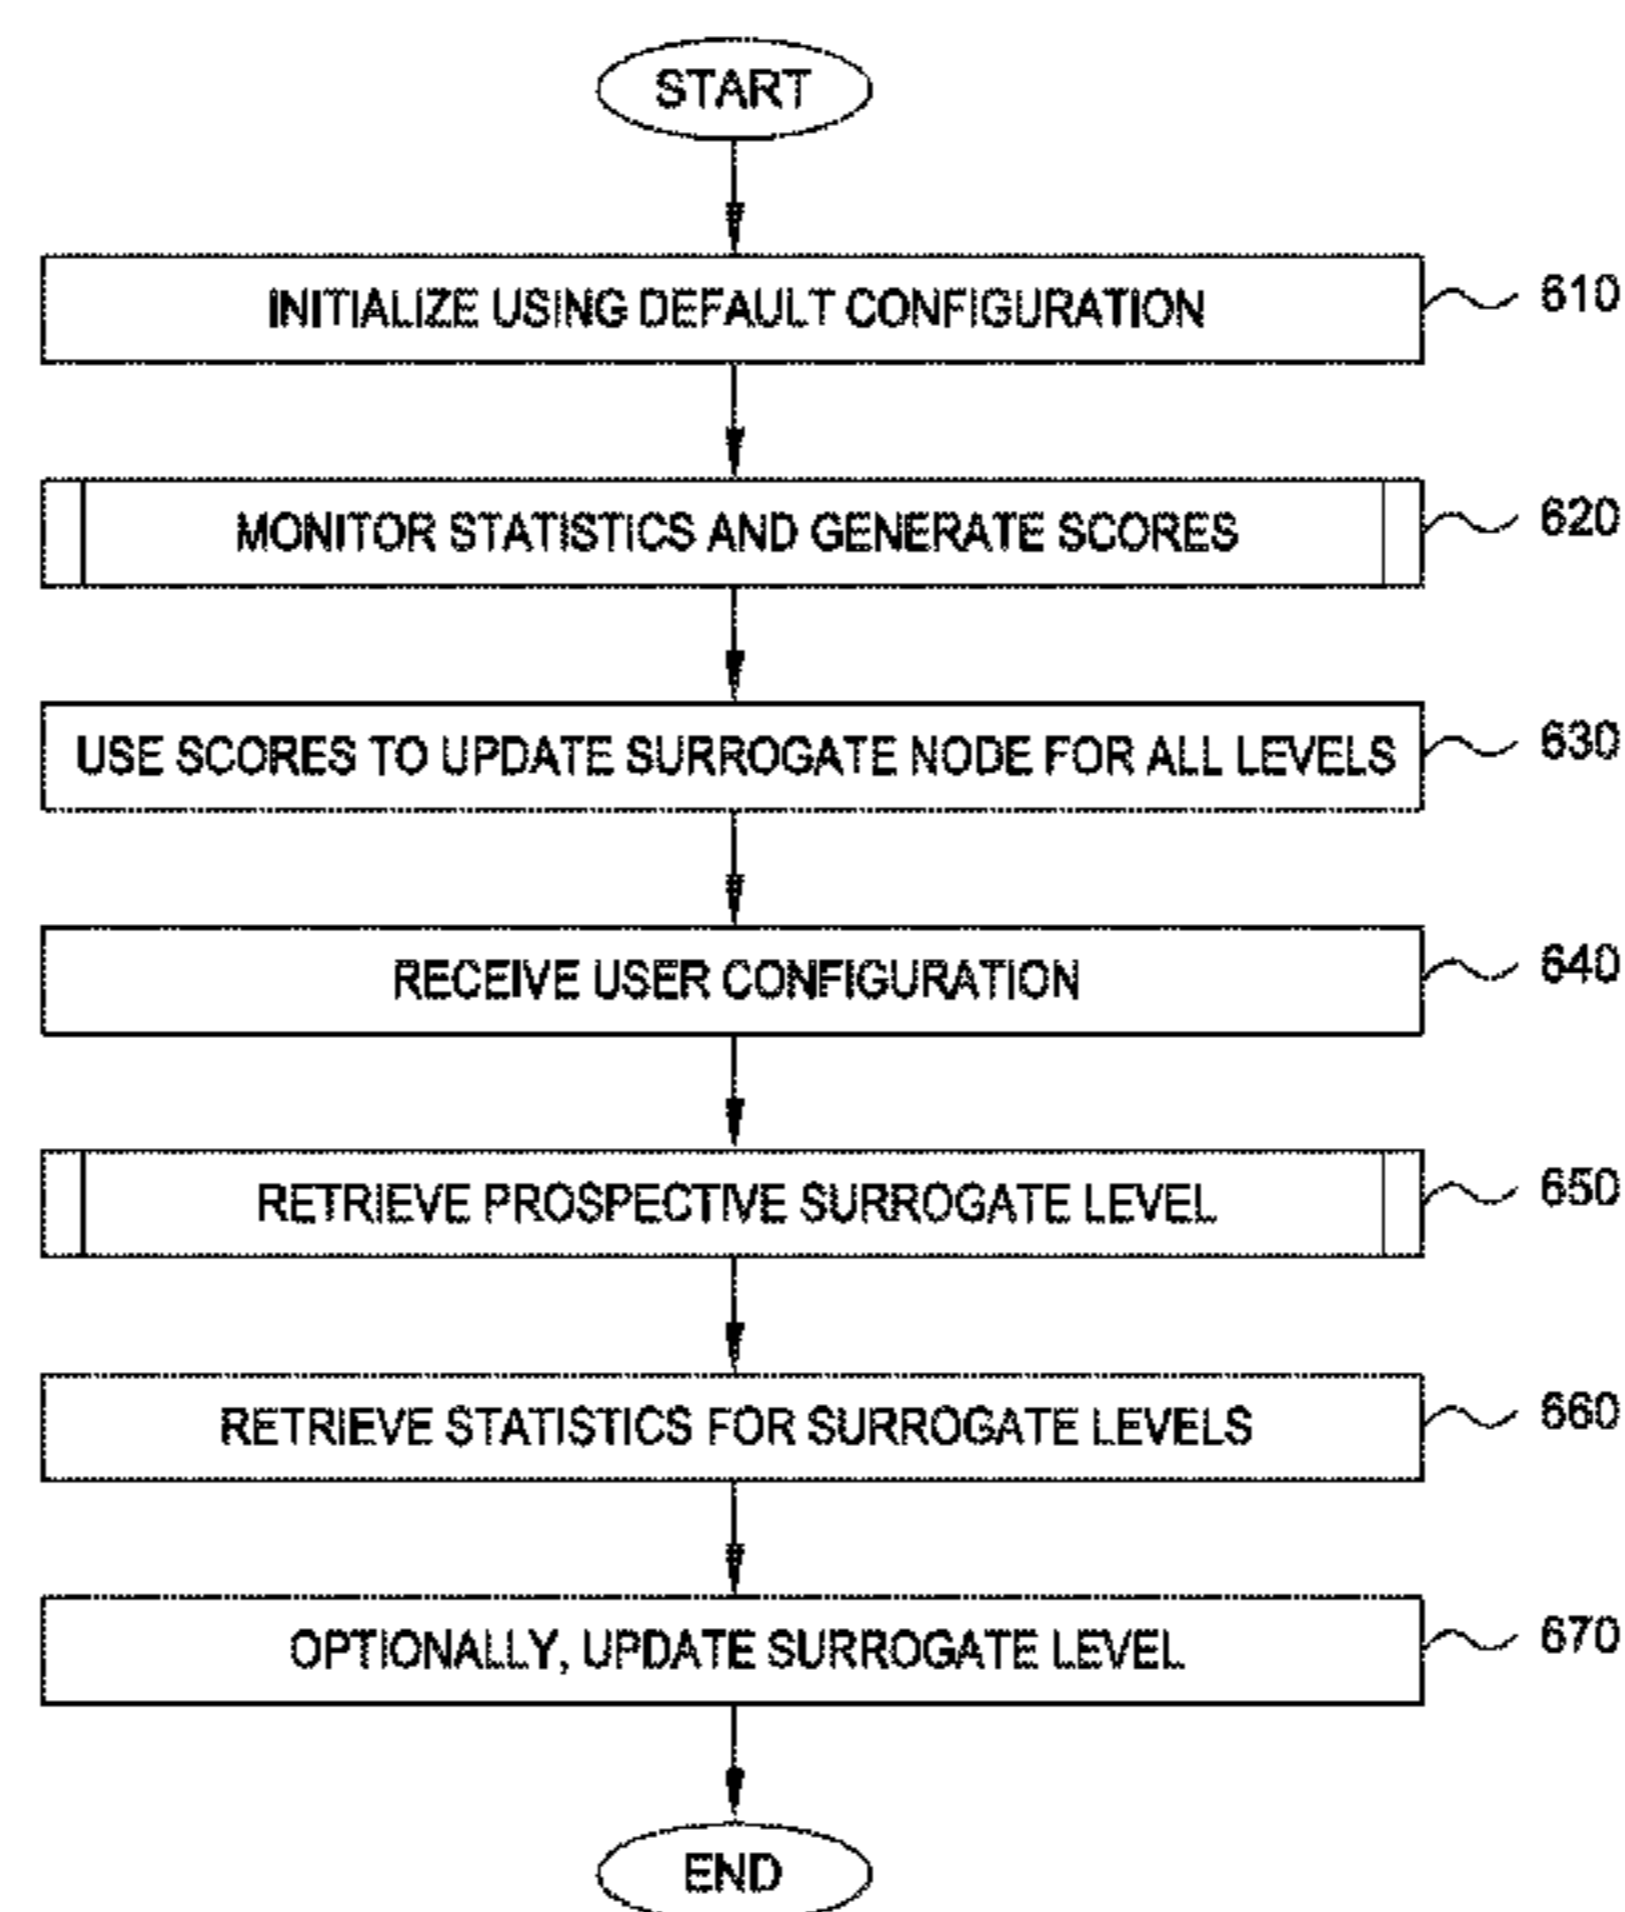 START
INITIALIZE USING DEFAULT CONFIGURATION
610
MONITOR STATISTICS AND GENERATE SCORES
620
USE SCORES TO UPDATE SURROGATE NODE FOR ALL LEVELS
630
RECEIVE USER CONFIGURATION
640
RETRIEVE PROSPECTIVE SURROGATE LEVEL
650
RETRIEVE STATISTICS FOR SURROGATE LEVELS
660
OPTIONALLY, UPDATE SURROGATE LEVEL
670
END